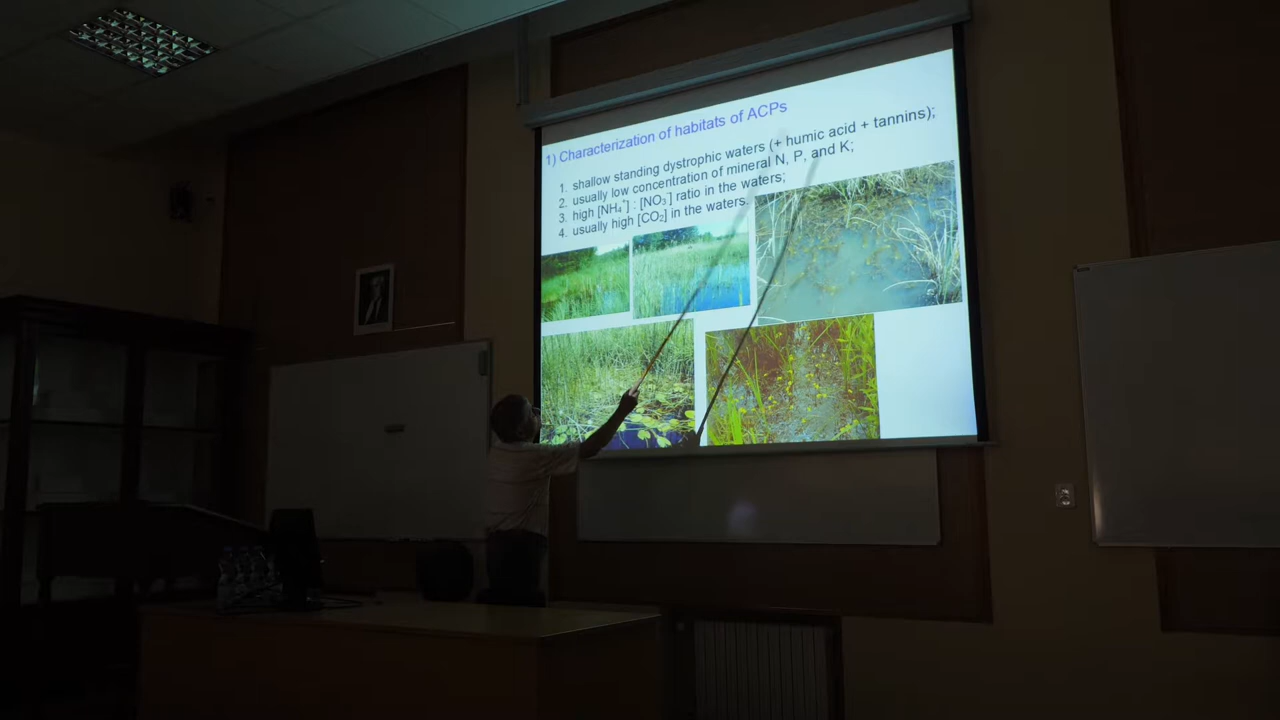 1) Characterization of habitats of ACPs
1. shallow standing dystrophic waters (+ humic acid + tannins);
2. usually low concentration of mineral N, P, and K;
3. high [NH₄⁺] : [NO₃⁻] ratio in the waters;
4. usually high [CO₂] in the waters.